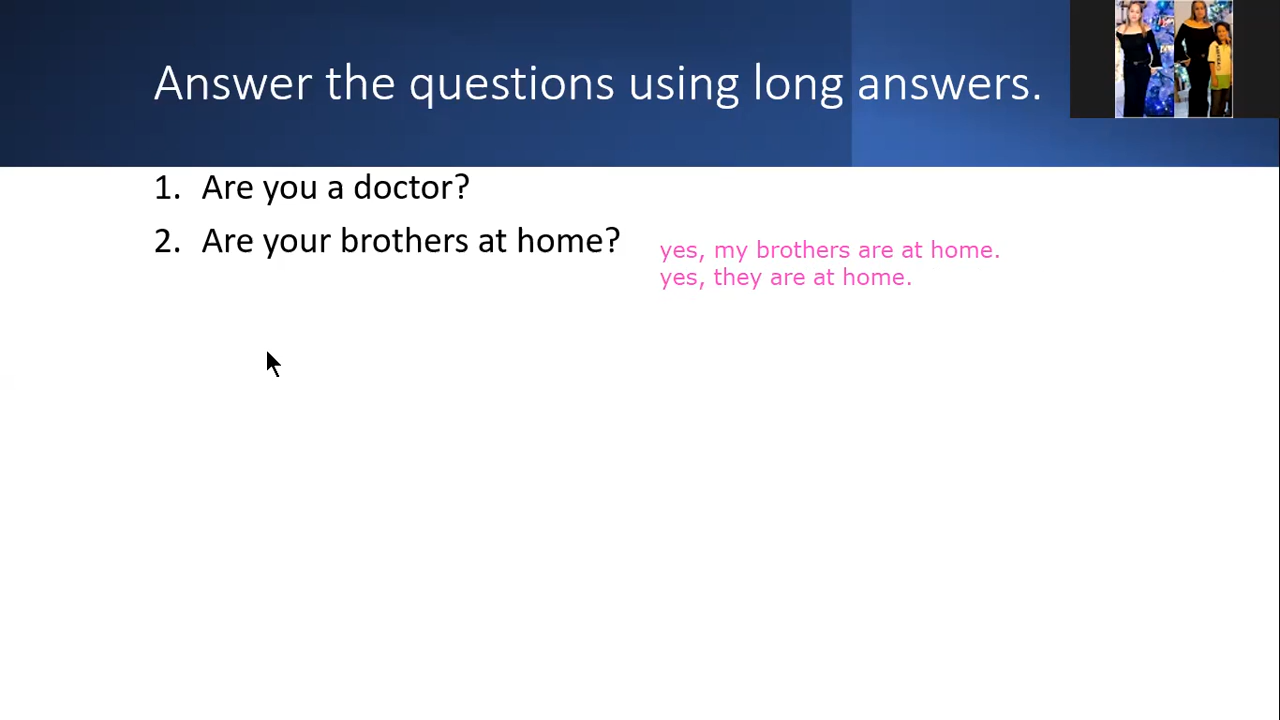 Answer the questions using long answers.
1. Are you a doctor?
2. Are your brothers at home?
yes, my brothers are at home.
yes, they are at home.